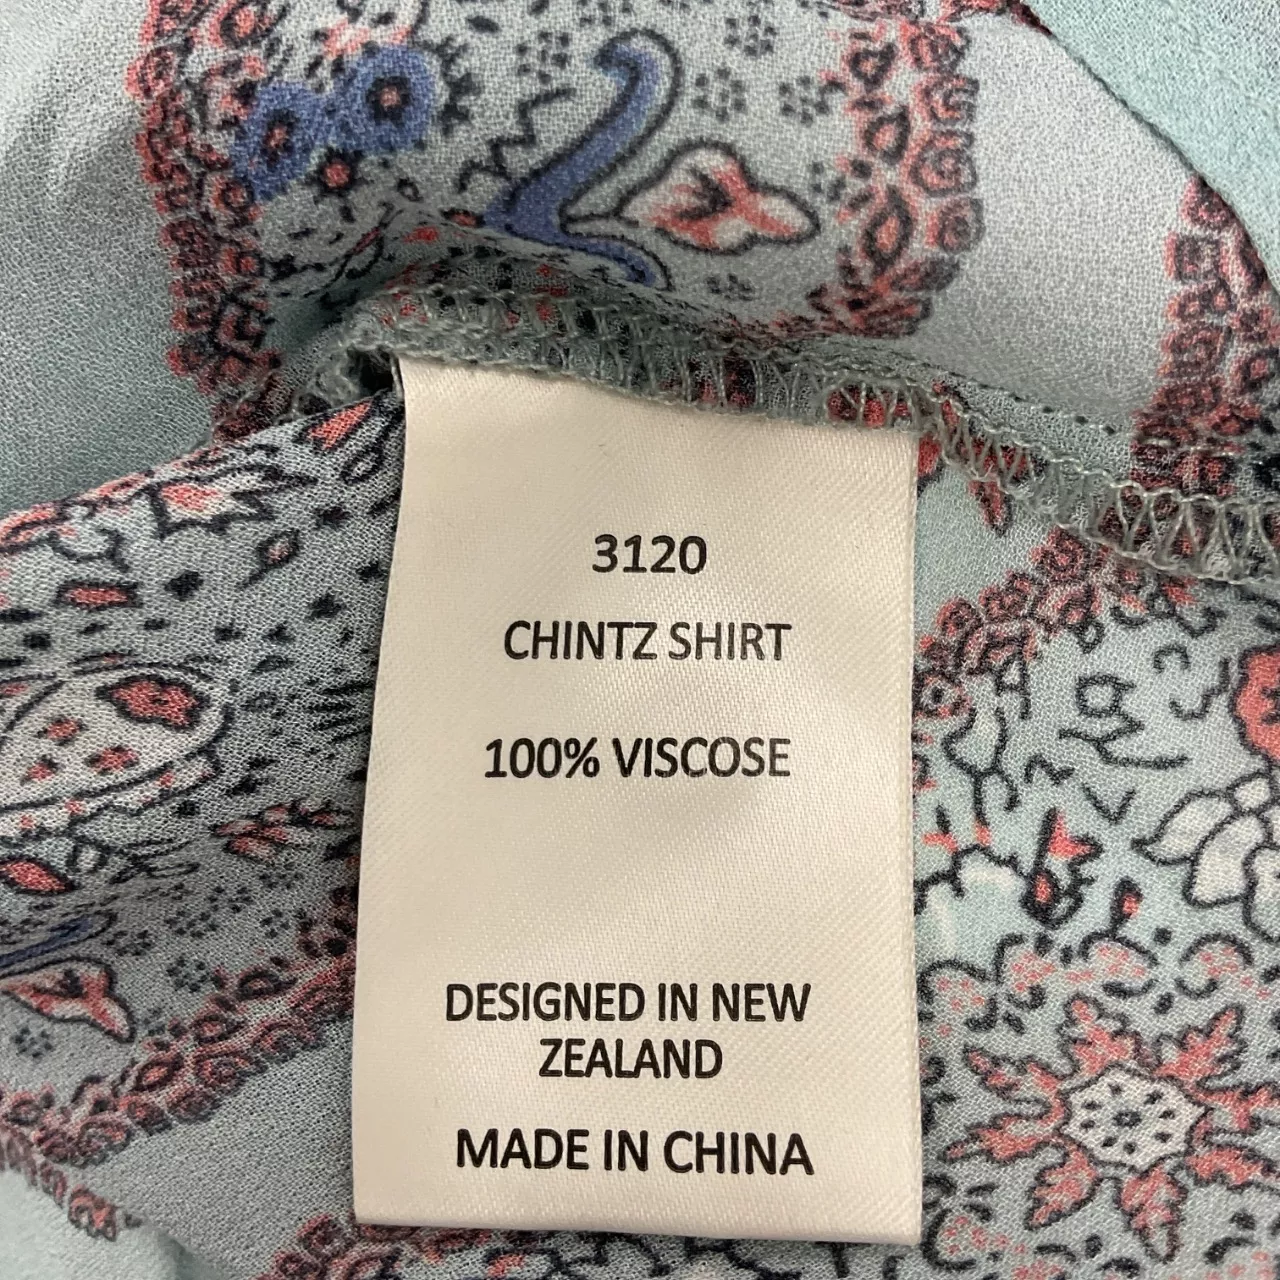 3120
CHINTZ SHIRT
100% VISCOSE
DESIGNED IN NEW
ZEALAND
MADE IN CHINA